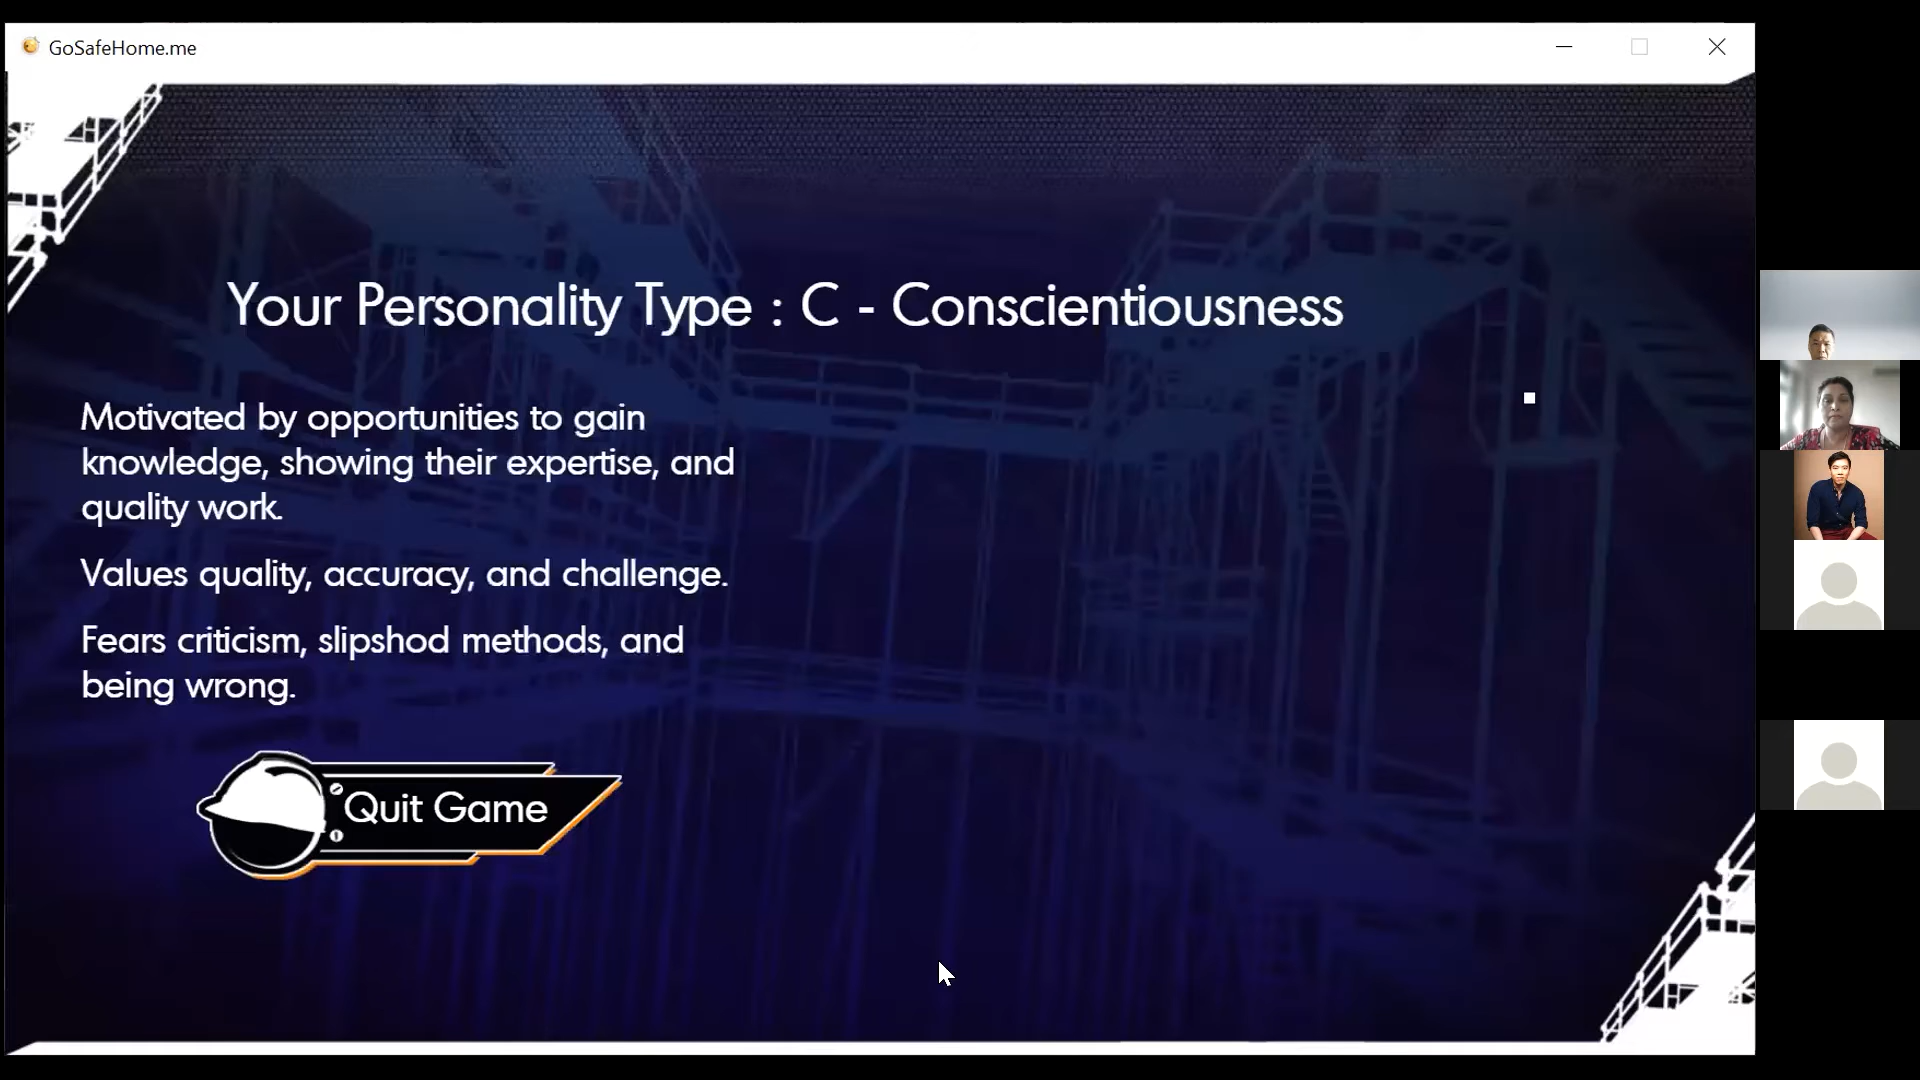 GoSafeHome.me
Your Personality Type : C - Conscientiousness
Motivated by opportunities to gain
knowledge, showing their expertise, and
quality work.
Values quality, accuracy, and challenge.
Fears criticism, slipshod methods, and
being wrong.
Quit Game